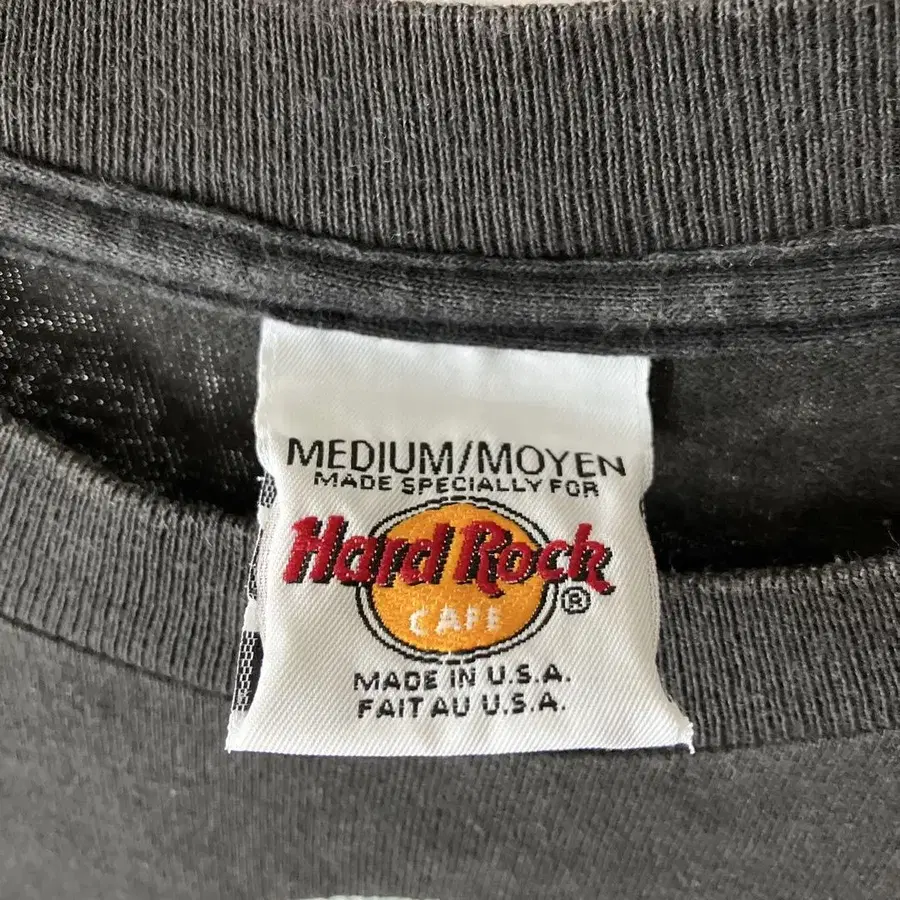 MEDIUM/MOYEN
MADE SPECIALLY FOR
Hard Rock
CAFE ®
MADE IN U.S.A.
FAIT AU U.S.A.